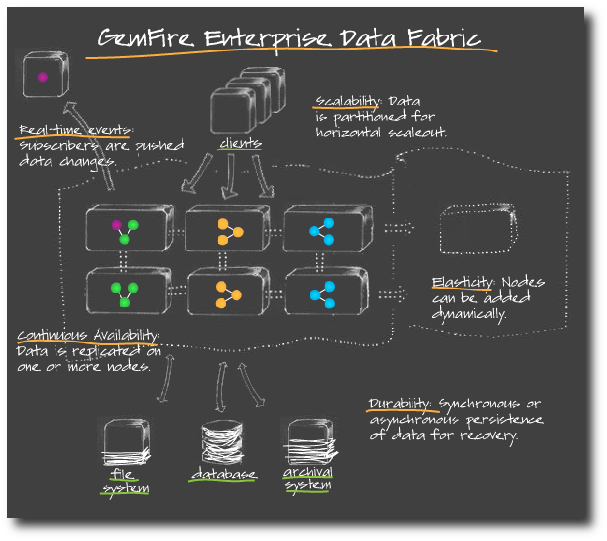 GemFire Enterprise Data Fabric
Scalability: Data
is partitioned for
horizontal scaleout.
Real-time events:
Subscribers are pushed
data changes.
clients
Elasticity: Nodes
can be added
dynamically.
Continuous Availability:
Data is replicated on
one or more nodes.
Durability: Synchronous or
asynchronous persistence
of data for recovery.
file
system
database
archival
system